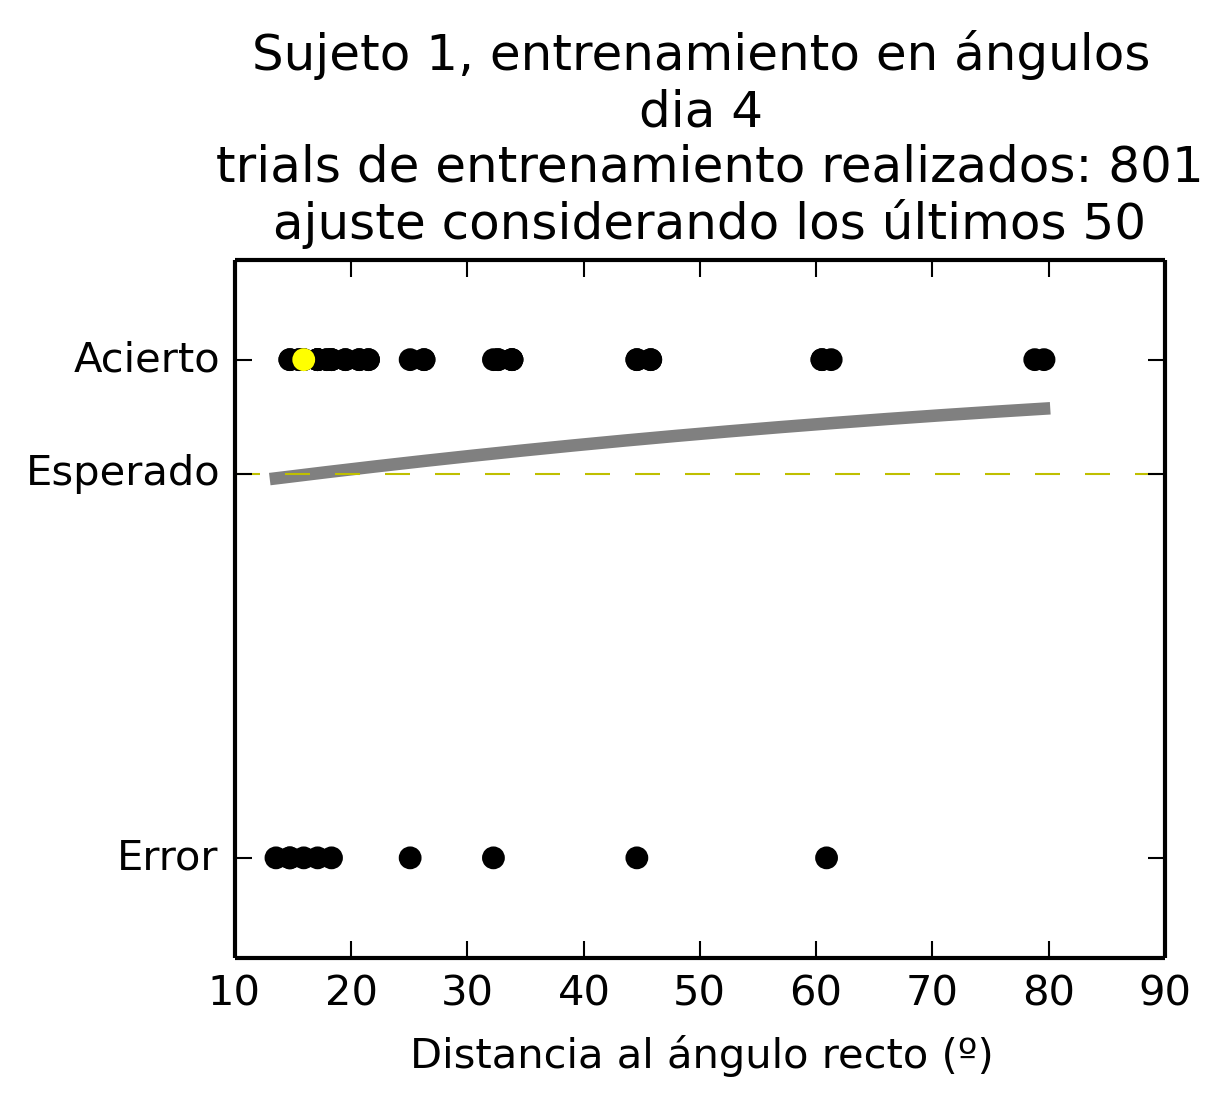 Sujeto 1, entrenamiento en ángulos
dia 4
trials de entrenamiento realizados: 801
ajuste considerando los últimos 50
Acierto
Esperado
Error
10 20 30 40 50 60 70 80 90
Distancia al ángulo recto (º)